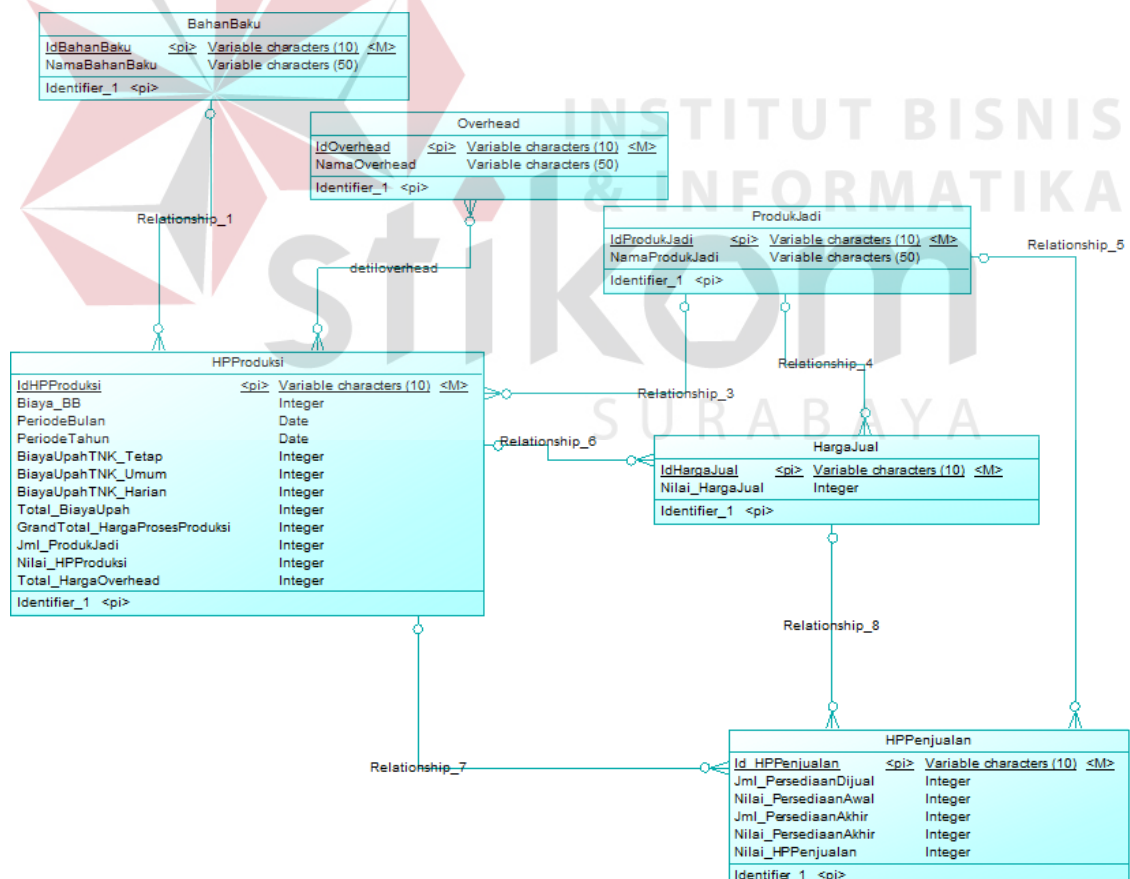 BahanBaku
IdBahanBaku <pi> Variable characters (10) <M>
NamaBahanBaku Variable characters (50)
Identifier_1 <pi>
INSTITUT BISNIS
& INFORMATIKA
stikom
SURABAYA
Overhead
IdOverhead <pi> Variable characters (10) <M>
NamaOverhead Variable characters (50)
Identifier_1 <pi>
Relationship_1
detiloverhead
ProdukJadi
IdProdukJadi <pi> Variable characters (10) <M>
NamaProdukJadi Variable characters (50)
Identifier_1 <pi>
Relationship_5
HPProduksi
IdHPProduksi <pi> Variable characters (10) <M>
Biaya_BB Integer
PeriodeBulan Date
PeriodeTahun Date
BiayaUpahTNK_Tetap Integer
BiayaUpahTNK_Umum Integer
BiayaUpahTNK_Harian Integer
Total_BiayaUpah Integer
GrandTotal_HargaProsesProduksi Integer
Jml_ProdukJadi Integer
Nilai_HPProduksi Integer
Total_HargaOverhead Integer
Identifier_1 <pi>
Relationship_4
Relationship_3
Relationship_6
HargaJual
IdHargaJual <pi> Variable characters (10) <M>
Nilai_HargaJual Integer
Identifier_1 <pi>
Relationship_8
Relationship_7
HPPenjualan
Id_HPPenjualan <pi> Variable characters (10) <M>
Jml_PersediaanDijual Integer
Nilai_PersediaanAwal Integer
Jml_PersediaanAkhir Integer
Nilai_PersediaanAkhir Integer
Nilai_HPPenjualan Integer
Identifier_1 <pi>